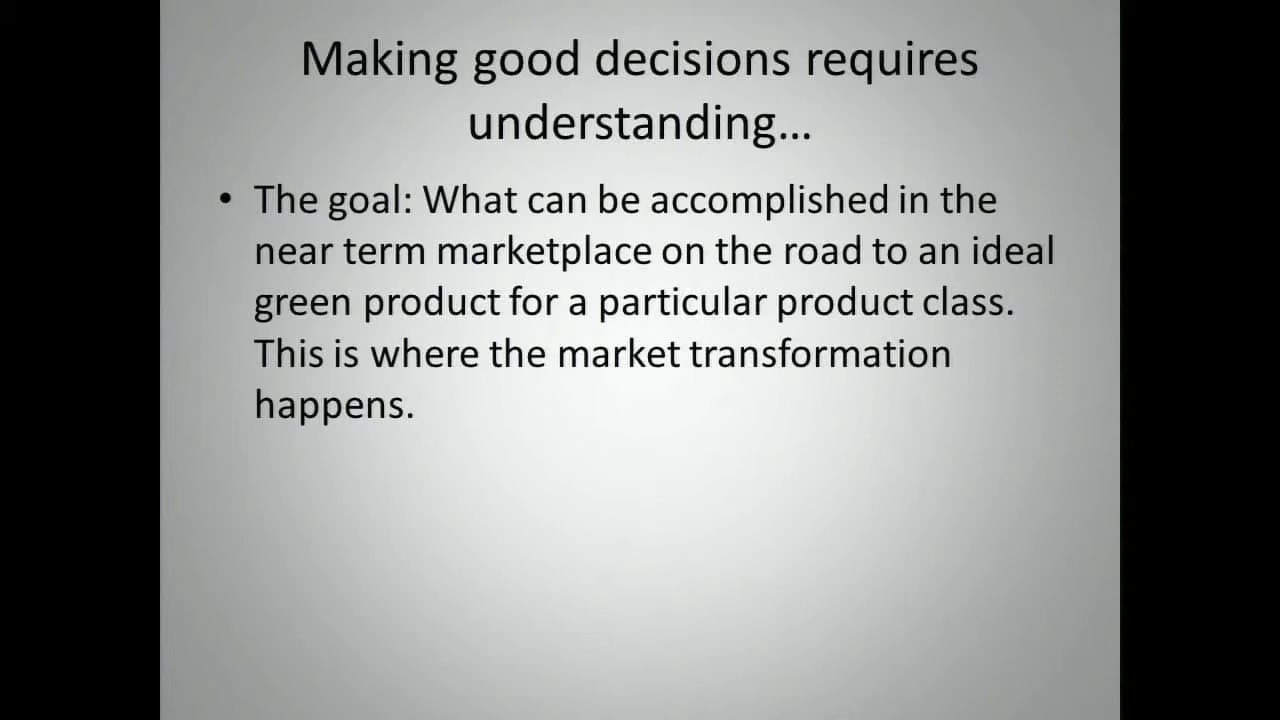 Making good decisions requires
understanding…
• The goal: What can be accomplished in the
near term marketplace on the road to an ideal
green product for a particular product class.
This is where the market transformation
happens.